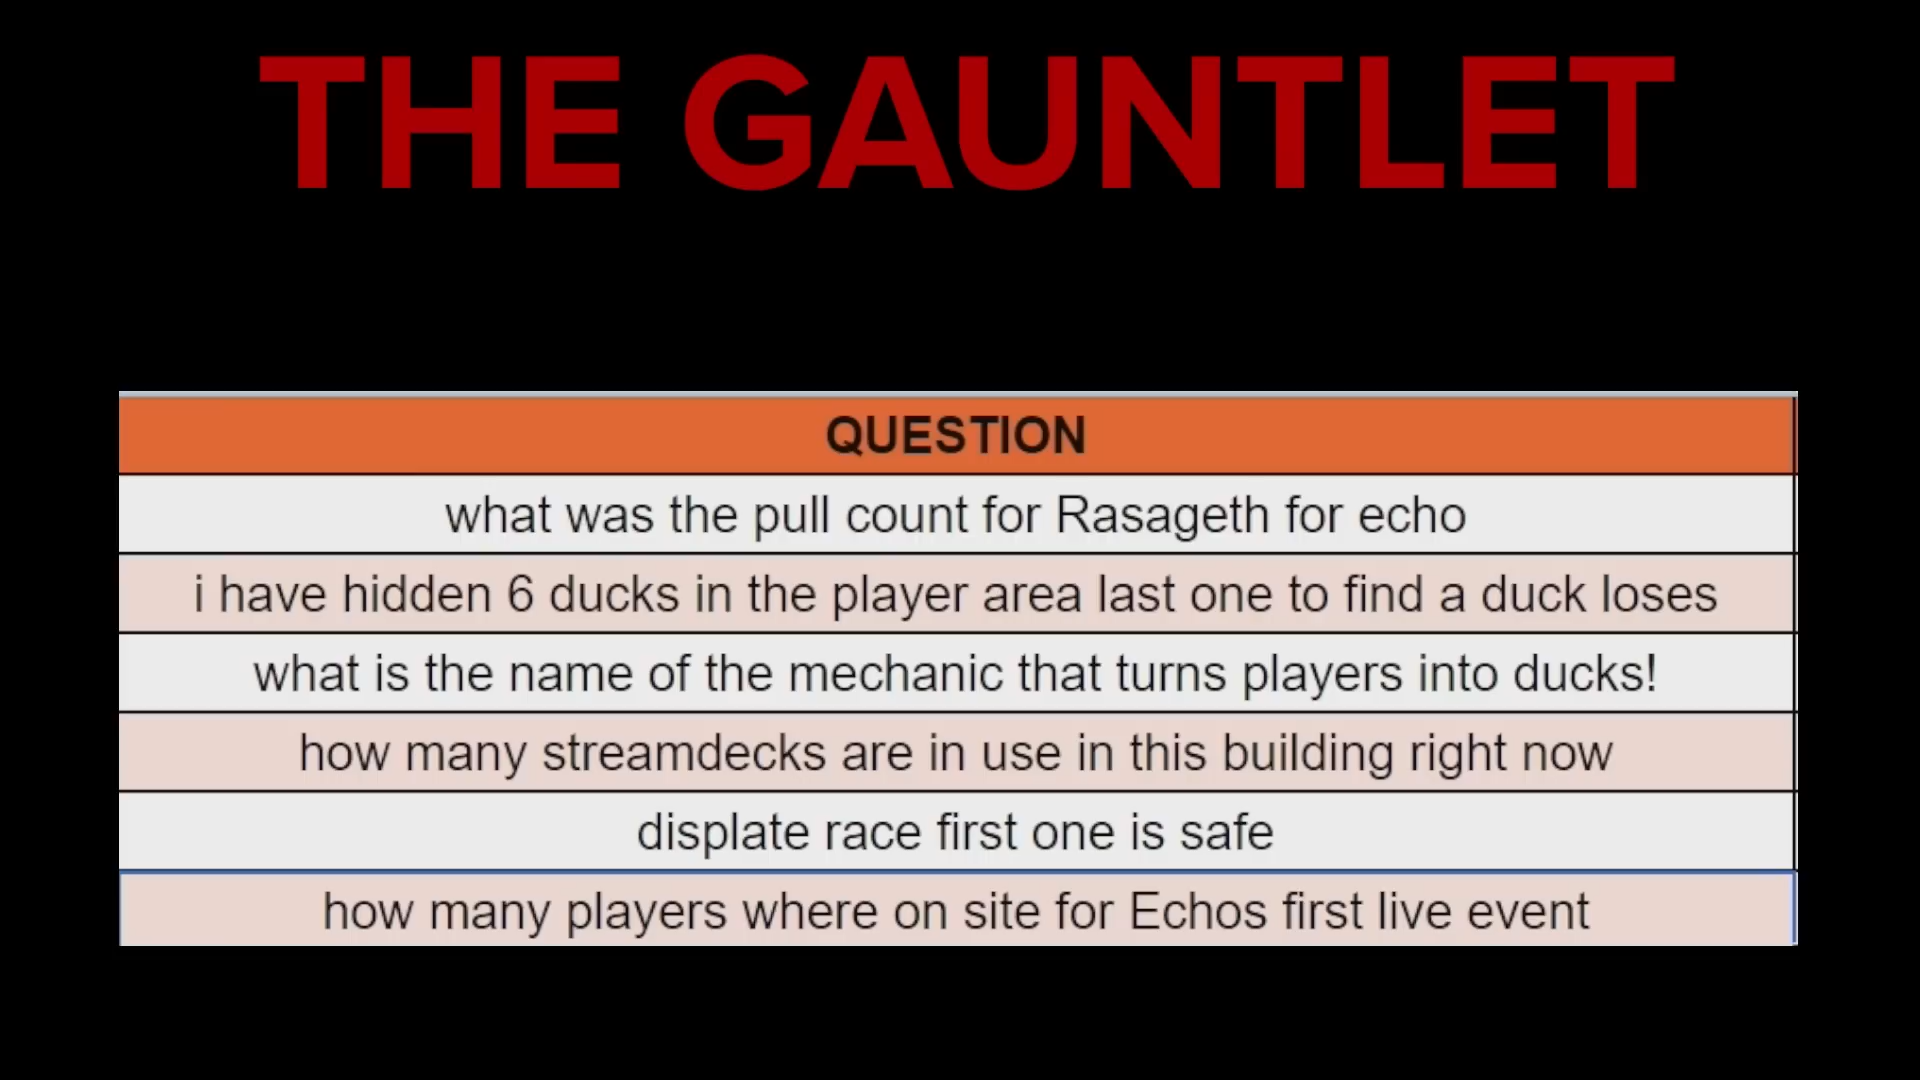 THE GAUNTLET
QUESTION
what was the pull count for Rasageth for echo
i have hidden 6 ducks in the player area last one to find a duck loses
what is the name of the mechanic that turns players into ducks!
how many streamdecks are in use in this building right now
displate race first one is safe
how many players where on site for Echos first live event